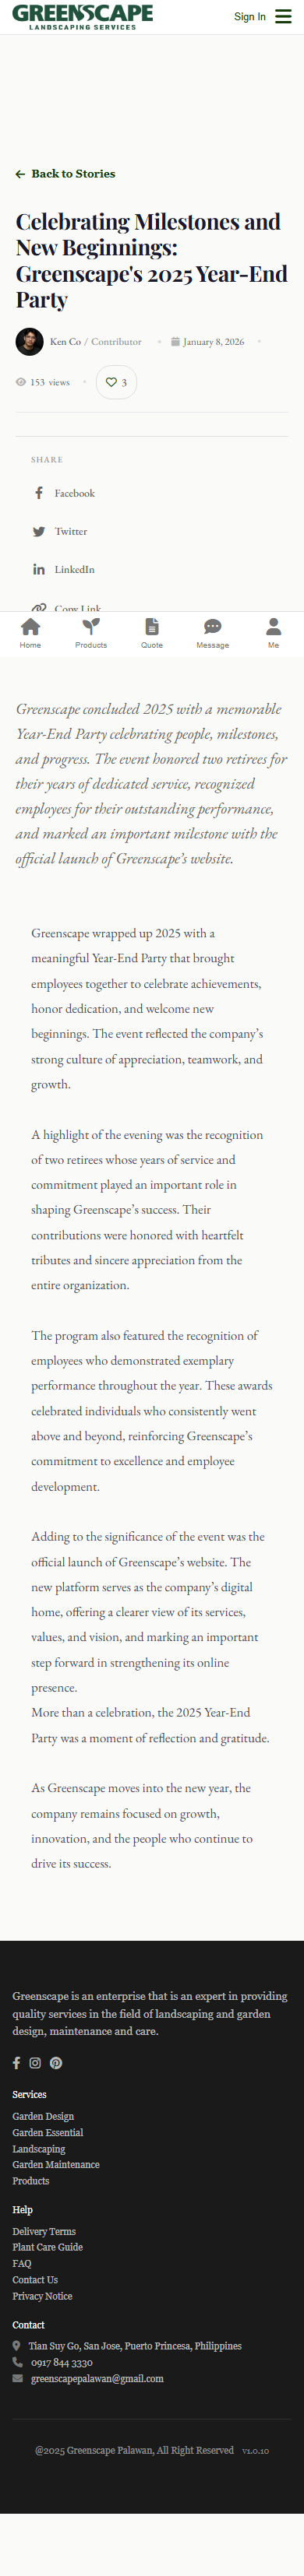 GREENSCAPE
LANDSCAPING SERVICES
Sign In
Back to Stories
Celebrating Milestones and
New Beginnings:
Greenscape's 2025 Year-End
Party
Ken Co / Contributor
January 8, 2026
153 views
3
SHARE
Facebook
Twitter
LinkedIn
Copy Link
Home
Products
Quote
Message
Me
Greenscape concluded 2025 with a memorable
Year-End Party celebrating people, milestones,
and progress. The event honored two retirees for
their years of dedicated service, recognized
employees for their outstanding performance,
and marked an important milestone with the
official launch of Greenscape’s website.
Greenscape wrapped up 2025 with a
meaningful Year-End Party that brought
employees together to celebrate achievements,
honor dedication, and welcome new
beginnings. The event reflected the company’s
strong culture of appreciation, teamwork, and
growth.
A highlight of the evening was the recognition
of two retirees whose years of service and
commitment played an important role in
shaping Greenscape’s success. Their
contributions were honored with heartfelt
tributes and sincere appreciation from the
entire organization.
The program also featured the recognition of
employees who demonstrated exemplary
performance throughout the year. These awards
celebrated individuals who consistently went
above and beyond, reinforcing Greenscape’s
commitment to excellence and employee
development.
Adding to the significance of the event was the
official launch of Greenscape’s website. The
new platform serves as the company’s digital
home, offering a clearer view of its services,
values, and vision, and marking an important
step forward in strengthening its online
presence.
More than a celebration, the 2025 Year-End
Party was a moment of reflection and gratitude.
As Greenscape moves into the new year, the
company remains focused on growth,
innovation, and the people who continue to
drive its success.
Greenscape is an enterprise that is an expert in providing
quality services in the field of landscaping and garden
design, maintenance and care.
Services
Garden Design
Garden Essential
Landscaping
Garden Maintenance
Products
Help
Delivery Terms
Plant Care Guide
FAQ
Contact Us
Privacy Notice
Contact
Tian Suy Go, San Jose, Puerto Princesa, Philippines
0917 844 3330
greenscapepalawan@gmail.com
@2025 Greenscape Palawan, All Right Reserved v1.0.10